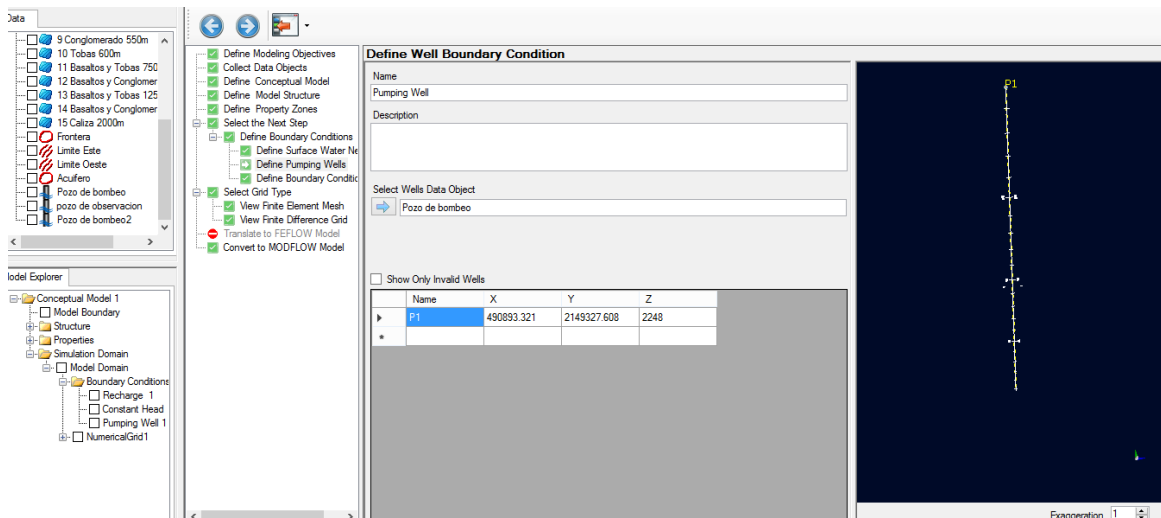 Data
9 Conglomerado 550m
10 Tobas 600m
11 Basaltos y Tobas 750
12 Basaltos y Conglomer
13 Basaltos y Tobas 125
14 Basaltos y Conglomer
15 Caliza 2000m
Frontera
Limite Este
Limite Oeste
Acuifero
Pozo de bombeo
pozo de observacion
Pozo de bombeo2
Model Explorer
Conceptual Model 1
Model Boundary
Structure
Properties
Simulation Domain
Model Domain
Boundary Conditions
Recharge 1
Constant Head
Pumping Well 1
NumericalGrid1
Define Modeling Objectives
Collect Data Objects
Define Conceptual Model
Define Model Structure
Define Property Zones
Select the Next Step
Define Boundary Conditions
Define Surface Water Ne
Define Pumping Wells
Define Boundary Conditic
Select Grid Type
View Finite Element Mesh
View Finite Difference Grid
Translate to FEFLOW Model
Convert to MODFLOW Model
Define Well Boundary Condition
Name
Pumping Well
Description
Select Wells Data Object
Pozo de bombeo
Show Only Invalid Wells
Name X Y Z
P1 490893.321 2149327.608 2248
P1
Exaggeration 1